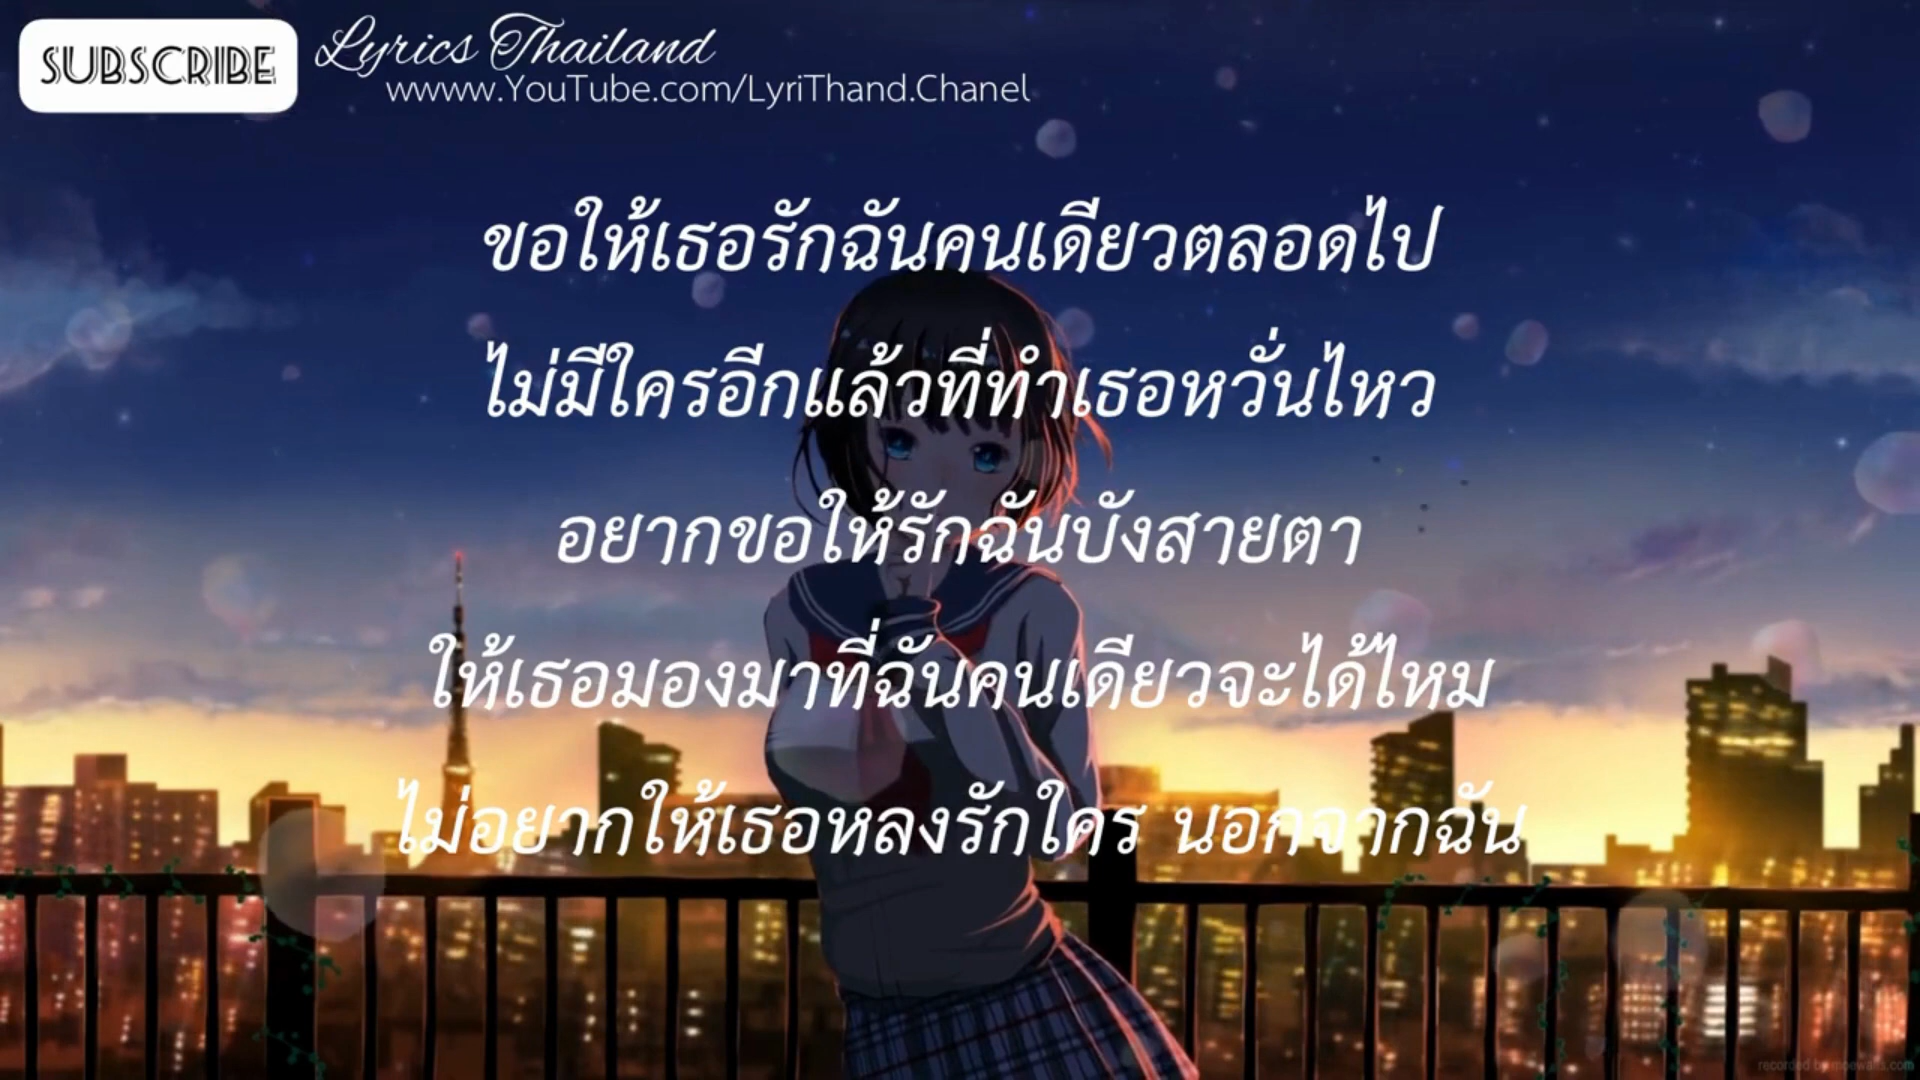 SUBSCRIBE
Lyrics Thailand
wwww.YouTube.com/LyriThand.Chanel
ขอให้เธอรักฉันคนเดียวตลอดไป
ไม่มีใครอีกแล้วที่ทำเธอหวั่นไหว
อยากขอให้รักฉันบังสายตา
ให้เธอมองมาที่ฉันคนเดียวจะได้ไหม
ไม่อยากให้เธอหลงรักใคร นอกจากฉัน
recorded by moewalls.com